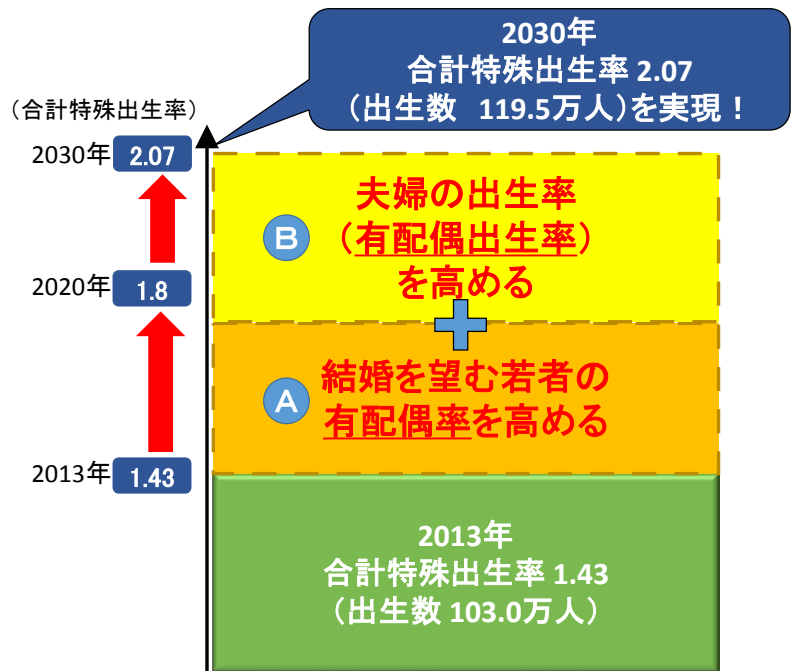 2030年
合計特殊出生率 2.07
（出生数 119.5万人）を実現！
（合計特殊出生率）
2030年 2.07
夫婦の出生率
B （有配偶出生率）
を高める
2020年 1.8
結婚を望む若者の
A 有配偶率を高める
2013年 1.43
2013年
合計特殊出生率 1.43
（出生数 103.0万人）